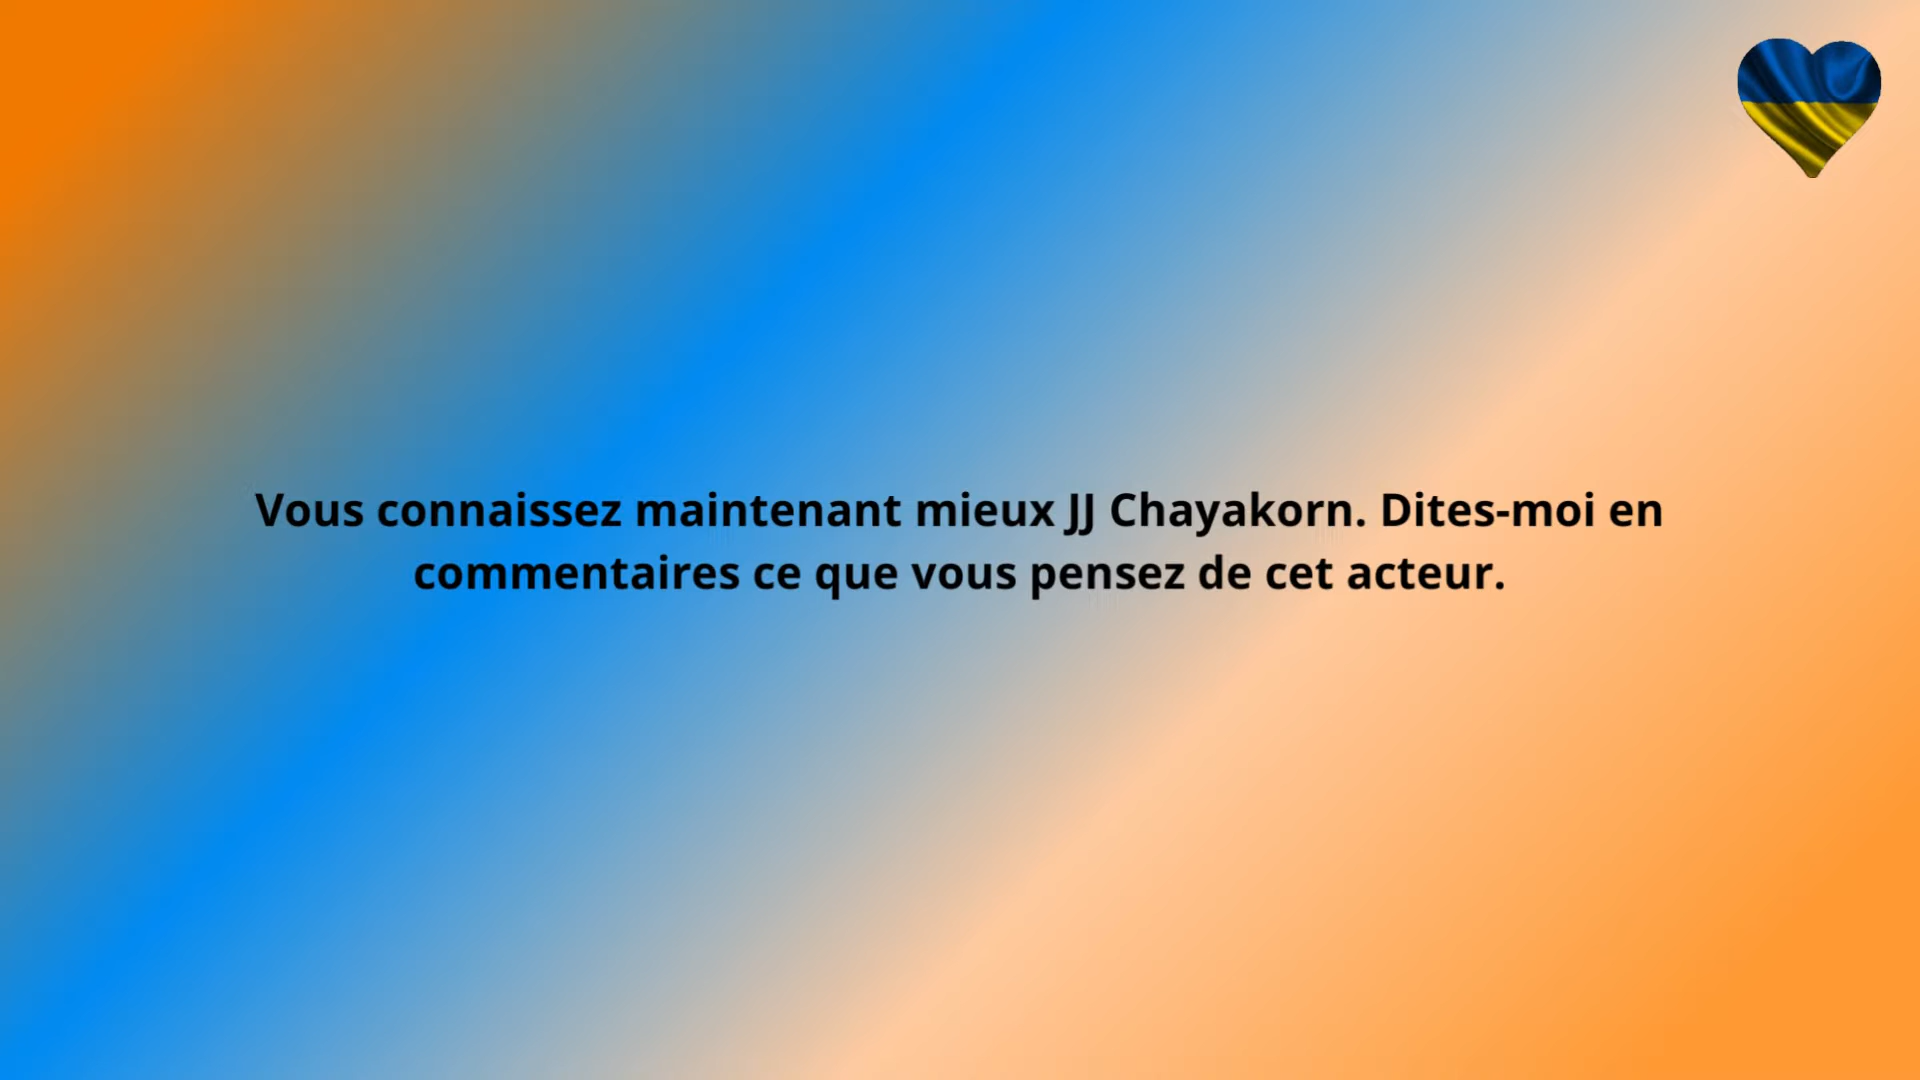 Vous connaissez maintenant mieux JJ Chayakorn. Dites-moi en
commentaires ce que vous pensez de cet acteur.